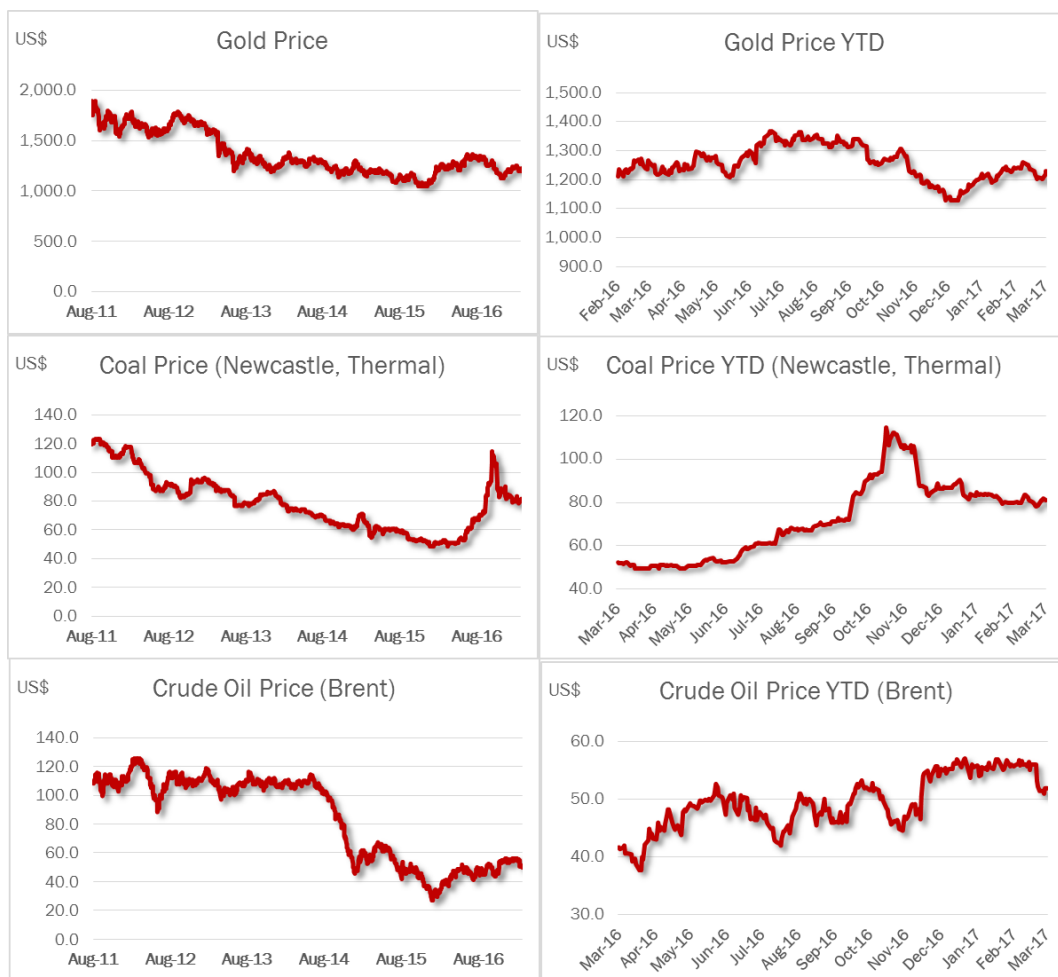 US$
Gold Price
2,000.0
1,500.0
1,000.0
500.0
0.0
Aug-11 Aug-12 Aug-13 Aug-14 Aug-15 Aug-16
US$
Gold Price YTD
1,500.0
1,400.0
1,300.0
1,200.0
1,100.0
1,000.0
900.0
Feb-16 Mar-16 Apr-16 May-16 Jun-16 Jul-16 Aug-16 Sep-16 Oct-16 Nov-16 Dec-16 Jan-17 Feb-17 Mar-17
US$
Coal Price (Newcastle, Thermal)
140.0
120.0
100.0
80.0
60.0
40.0
20.0
0.0
Aug-11 Aug-12 Aug-13 Aug-14 Aug-15 Aug-16
US$
Coal Price YTD (Newcastle, Thermal)
120.0
100.0
80.0
60.0
40.0
Mar-16 Apr-16 May-16 Jun-16 Jul-16 Aug-16 Sep-16 Oct-16 Nov-16 Dec-16 Jan-17 Feb-17 Mar-17
US$
Crude Oil Price (Brent)
140.0
120.0
100.0
80.0
60.0
40.0
20.0
0.0
Aug-11 Aug-12 Aug-13 Aug-14 Aug-15 Aug-16
US$
Crude Oil Price YTD (Brent)
60.0
50.0
40.0
30.0
Mar-16 Apr-16 May-16 Jun-16 Jul-16 Aug-16 Sep-16 Oct-16 Nov-16 Dec-16 Jan-17 Feb-17 Mar-17